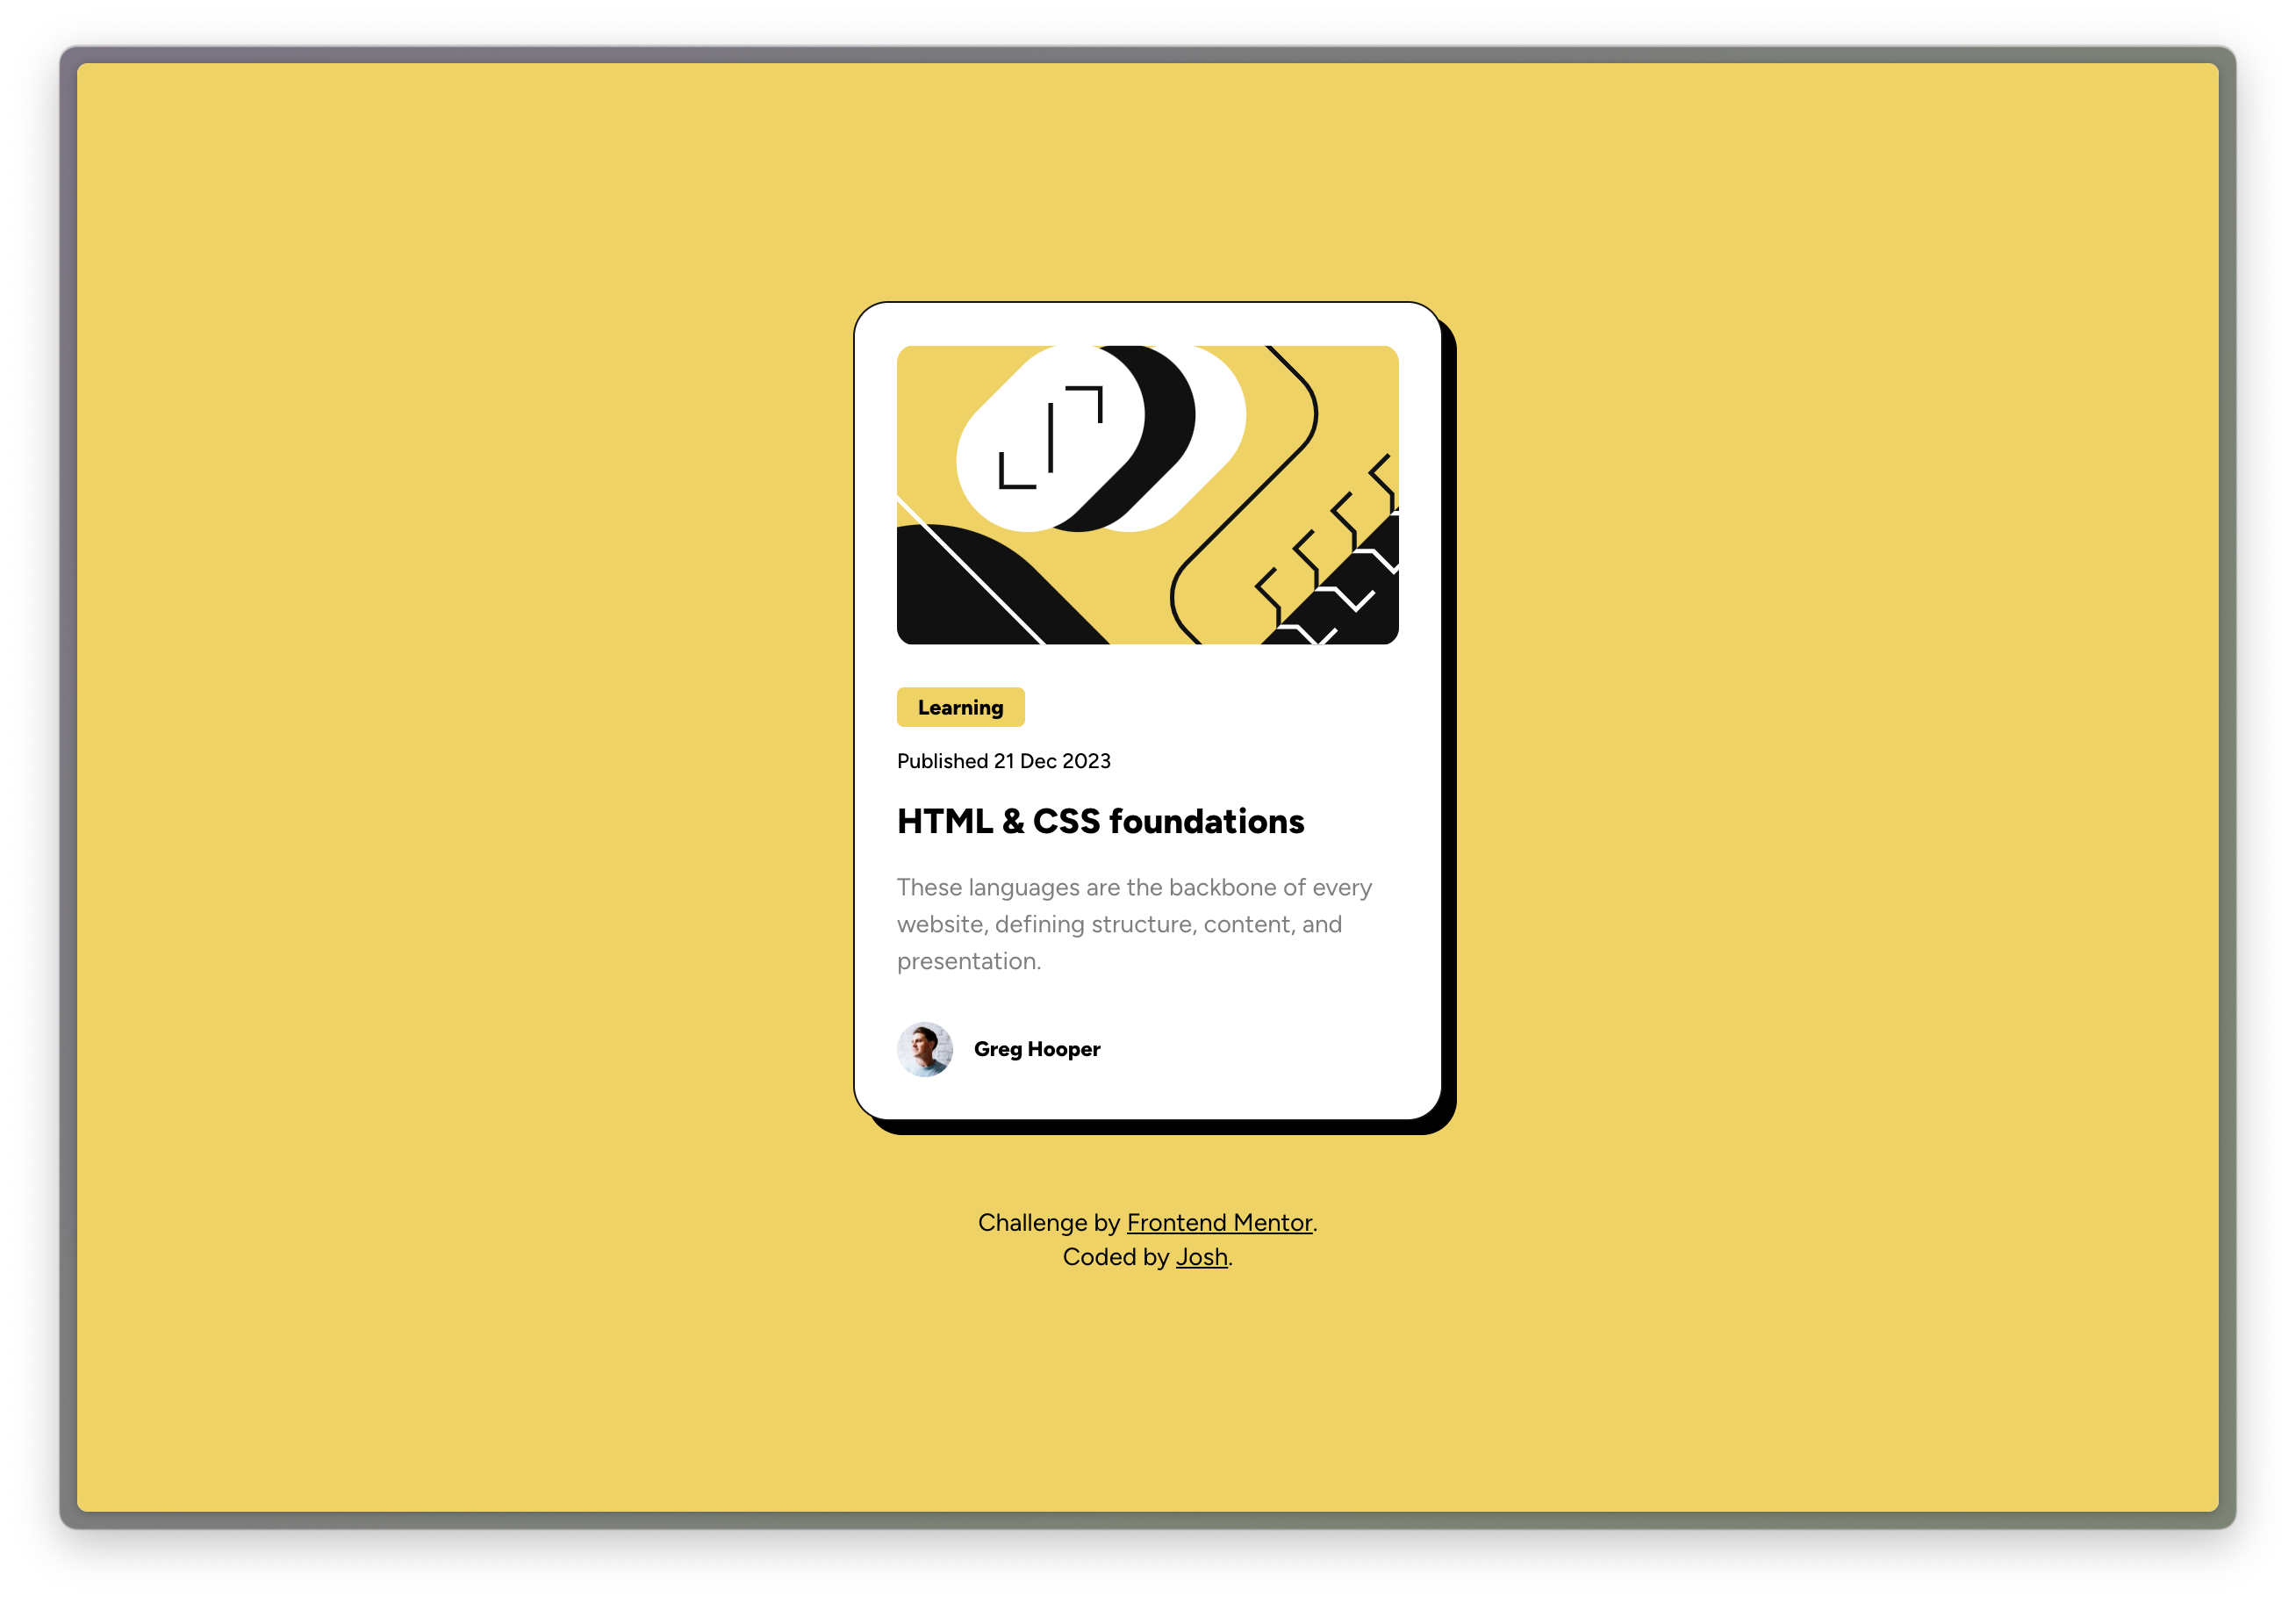 Learning
Published 21 Dec 2023
HTML & CSS foundations
These languages are the backbone of every
website, defining structure, content, and
presentation.
Greg Hooper
Challenge by Frontend Mentor.
Coded by Josh.